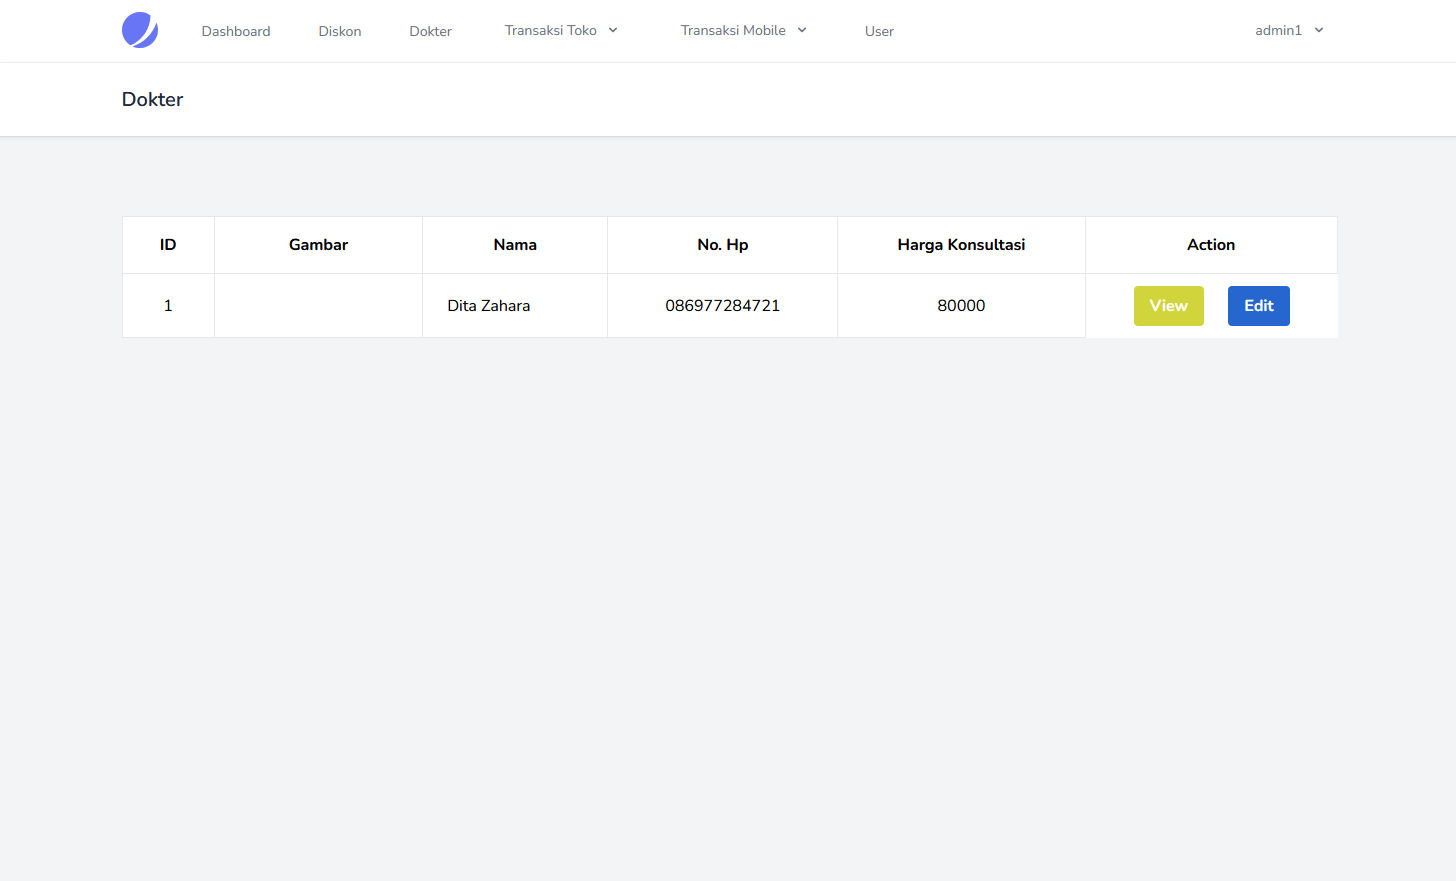 Dashboard Diskon Dokter Transaksi Toko Transaksi Mobile User admin1
Dokter
ID Gambar Nama No. Hp Harga Konsultasi Action
1 Dita Zahara 086977284721 80000 View Edit